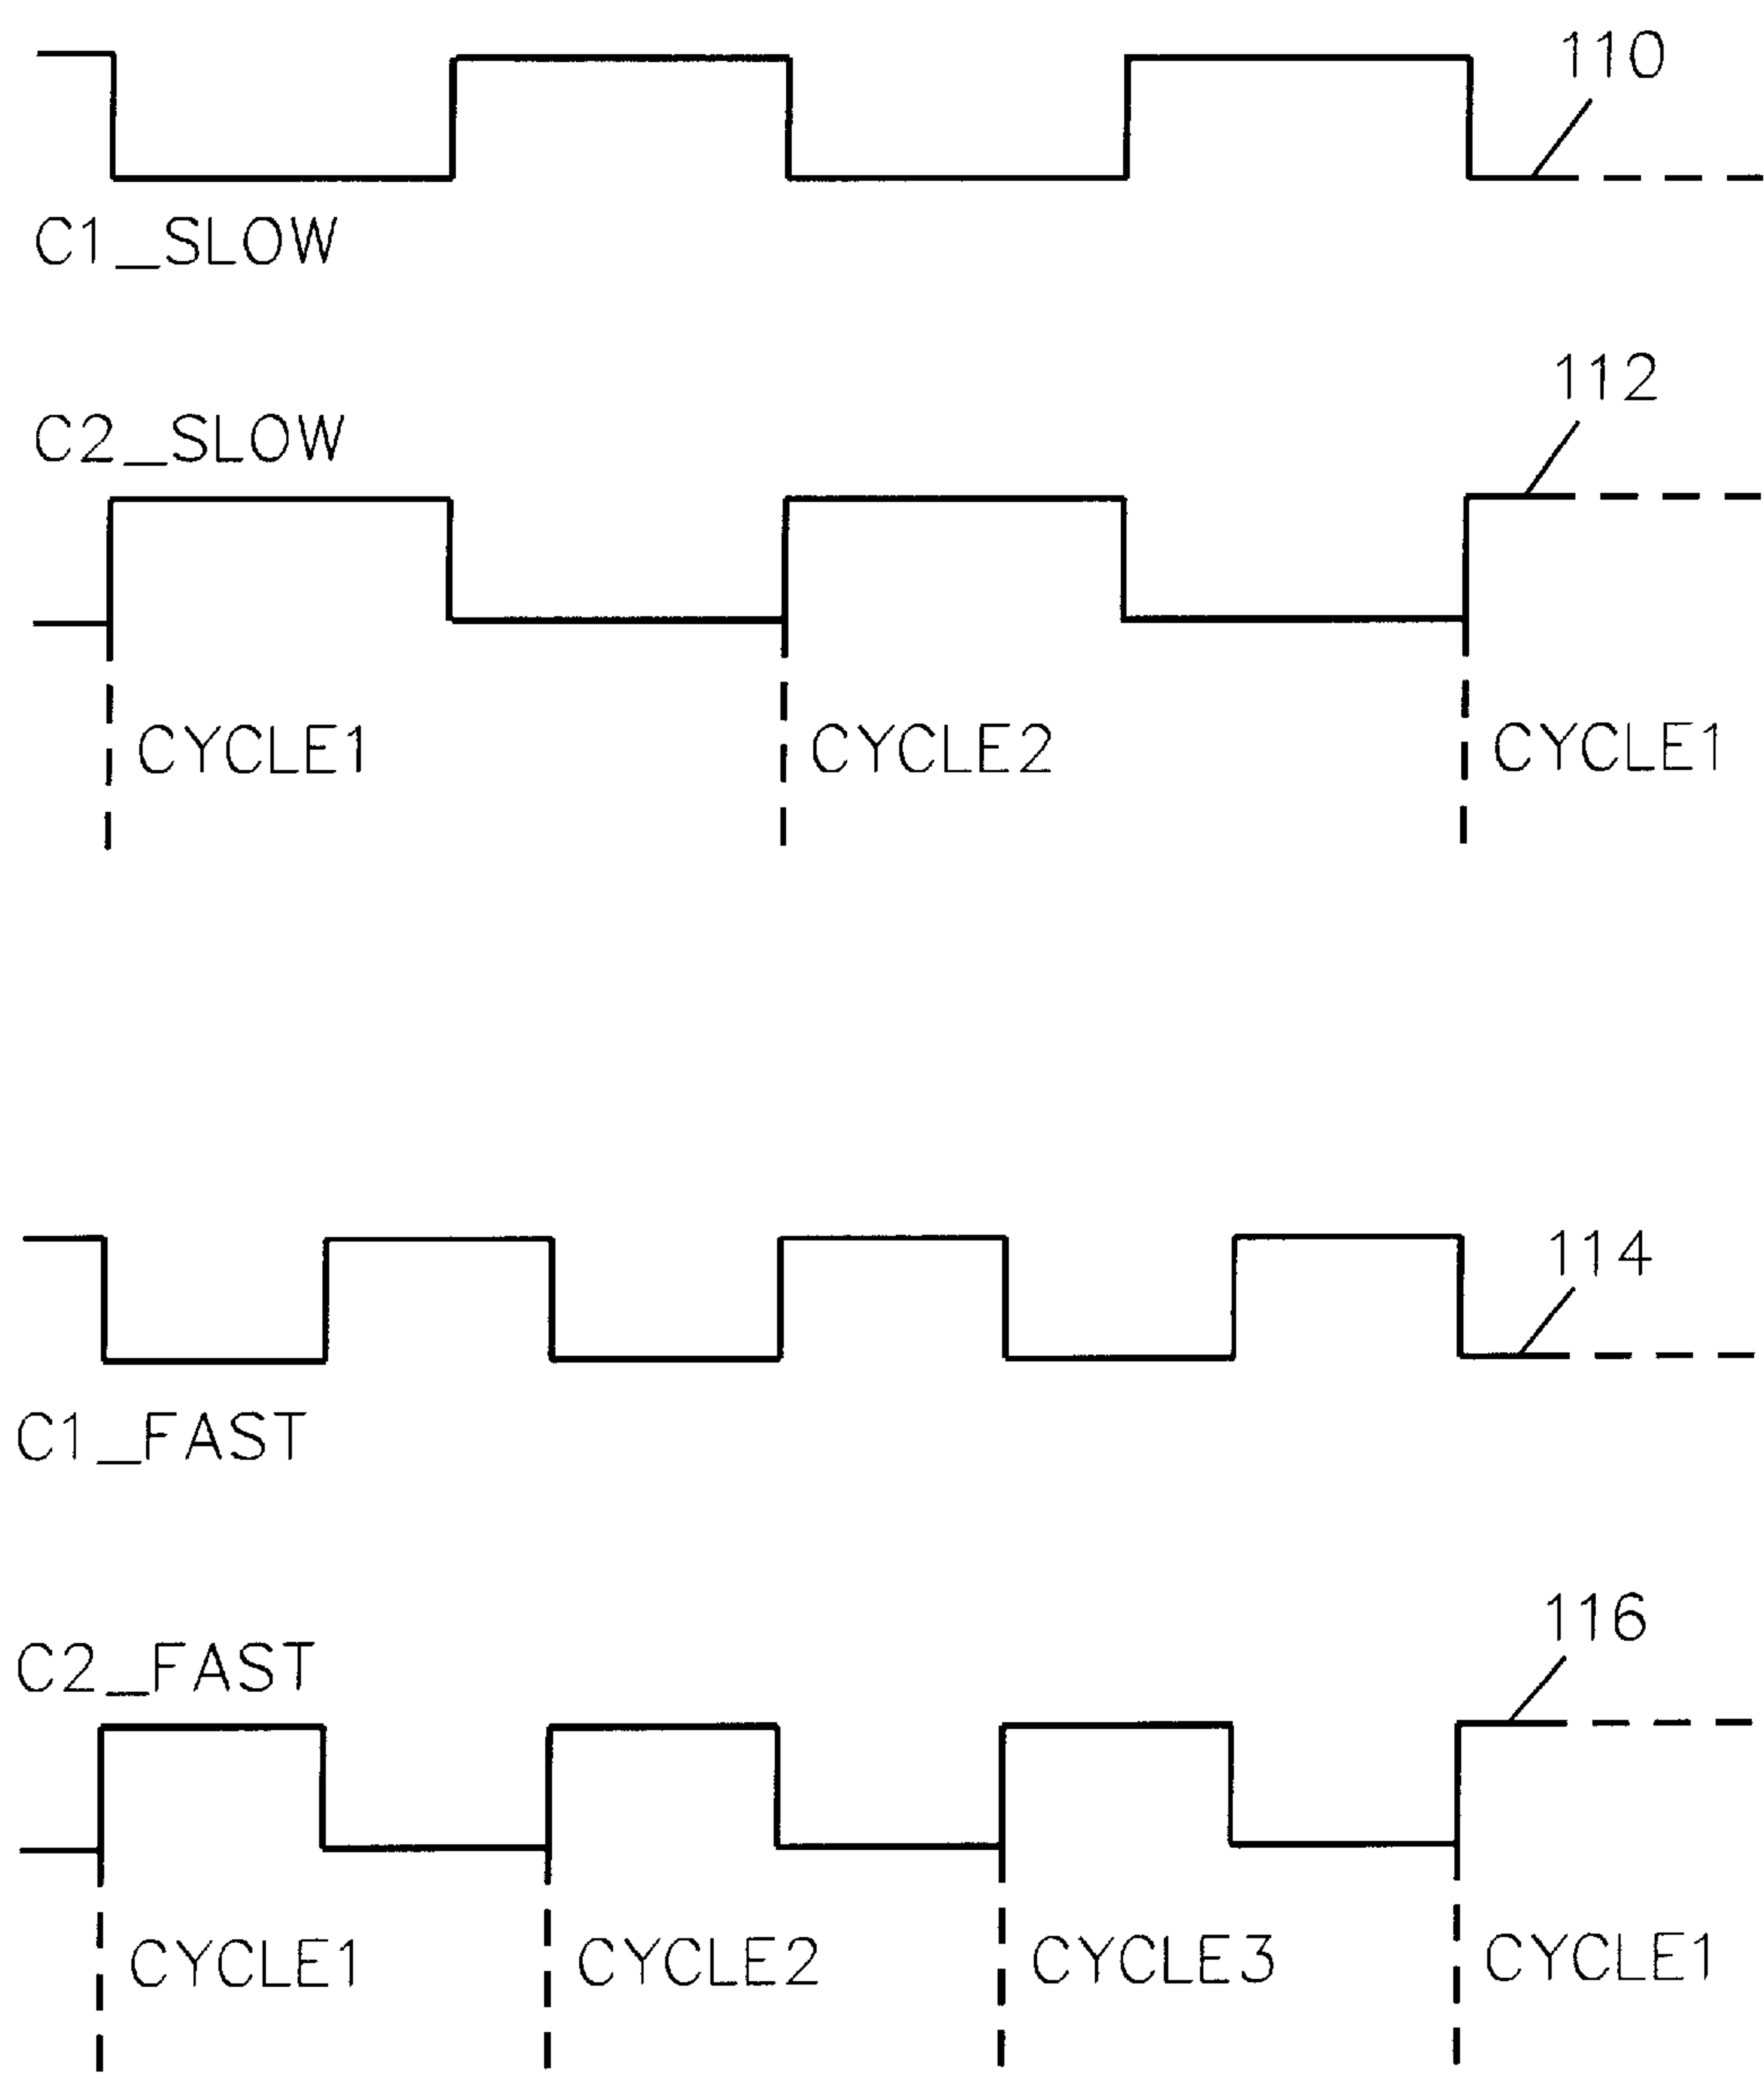 110
C1_SLOW
112
C2_SLOW
CYCLE1 CYCLE2 CYCLE1
114
C1_FAST
116
C2_FAST
CYCLE1 CYCLE2 CYCLE3 CYCLE1